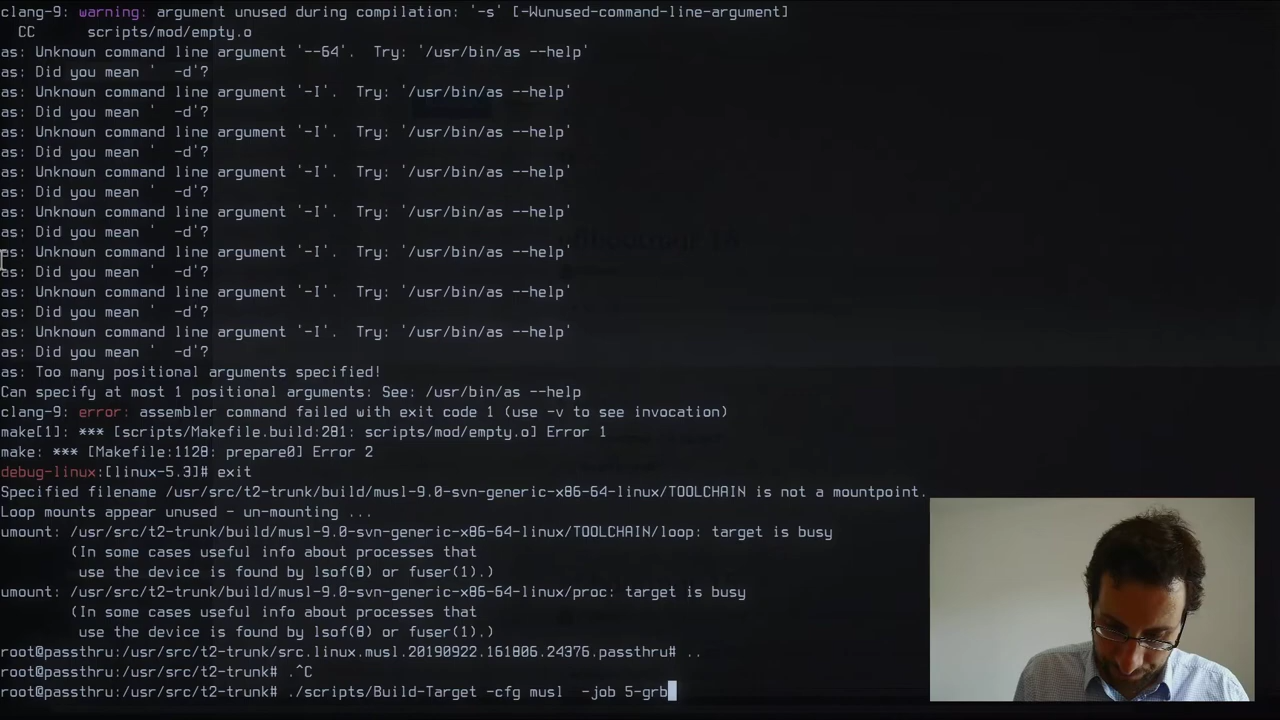 clang-9: warning: argument unused during compilation: '-s' [-Wunused-command-line-argument]
CC      scripts/mod/empty.o
as: Unknown command line argument '--64'.  Try: '/usr/bin/as --help'
as: Did you mean '  -d'?
as: Unknown command line argument '-I'.  Try: '/usr/bin/as --help'
as: Did you mean '  -d'?
as: Unknown command line argument '-I'.  Try: '/usr/bin/as --help'
as: Did you mean '  -d'?
as: Unknown command line argument '-I'.  Try: '/usr/bin/as --help'
as: Did you mean '  -d'?
as: Unknown command line argument '-I'.  Try: '/usr/bin/as --help'
as: Did you mean '  -d'?
as: Unknown command line argument '-I'.  Try: '/usr/bin/as --help'
as: Did you mean '  -d'?
as: Unknown command line argument '-I'.  Try: '/usr/bin/as --help'
as: Did you mean '  -d'?
as: Unknown command line argument '-I'.  Try: '/usr/bin/as --help'
as: Did you mean '  -d'?
as: Too many positional arguments specified!
Can specify at most 1 positional arguments: See: /usr/bin/as --help
clang-9: error: assembler command failed with exit code 1 (use -v to see invocation)
make[1]: *** [scripts/Makefile.build:281: scripts/mod/empty.o] Error 1
make: *** [Makefile:1128: prepare0] Error 2
debug-linux:[linux-5.3]# exit
Specified filename /usr/src/t2-trunk/build/musl-9.0-svn-generic-x86-64-linux/TOOLCHAIN is not a mountpoint.
Loop mounts appear unused - un-mounting ...
umount: /usr/src/t2-trunk/build/musl-9.0-svn-generic-x86-64-linux/TOOLCHAIN/loop: target is busy
(In some cases useful info about processes that
use the device is found by lsof(8) or fuser(1).)
umount: /usr/src/t2-trunk/build/musl-9.0-svn-generic-x86-64-linux/proc: target is busy
(In some cases useful info about processes that
use the device is found by lsof(8) or fuser(1).)
root@passthru:/usr/src/t2-trunk/src.linux.musl.20190922.161806.24376.passthru# ..
root@passthru:/usr/src/t2-trunk# .^C
root@passthru:/usr/src/t2-trunk# ./scripts/Build-Target -cfg musl  -job 5-grb